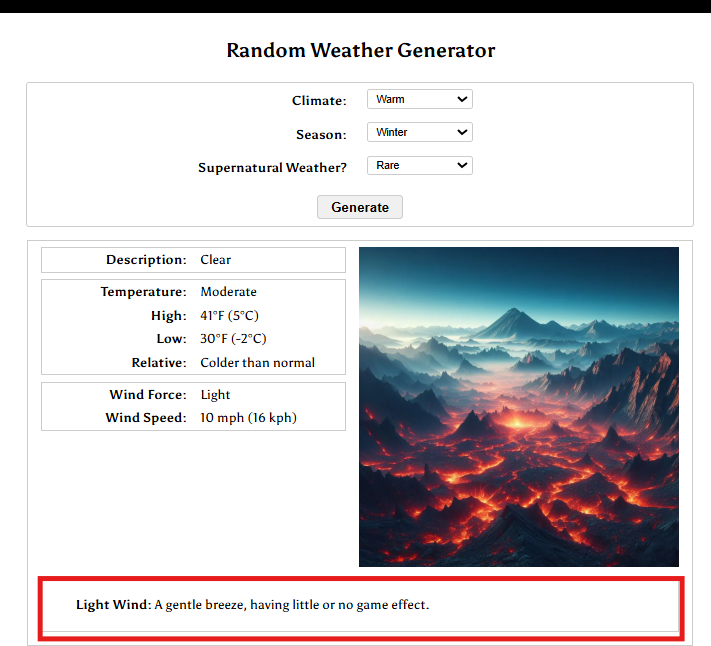 Random Weather Generator
Climate: Warm
Season: Winter
Supernatural Weather? Rare
Generate
Description: Clear
Temperature: Moderate
High: 41°F (5°C)
Low: 30°F (-2°C)
Relative: Colder than normal
Wind Force: Light
Wind Speed: 10 mph (16 kph)
Light Wind: A gentle breeze, having little or no game effect.